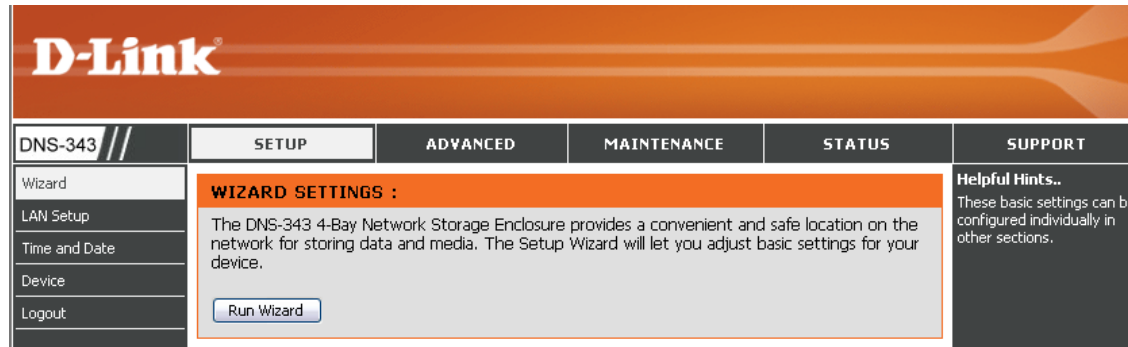 D-Link®
DNS-343
SETUP
ADVANCED
MAINTENANCE
STATUS
SUPPORT
Wizard
LAN Setup
Time and Date
Device
Logout
WIZARD SETTINGS :
The DNS-343 4-Bay Network Storage Enclosure provides a convenient and safe location on the
network for storing data and media. The Setup Wizard will let you adjust basic settings for your
device.
Run Wizard
Helpful Hints..
These basic settings can b
configured individually in
other sections.